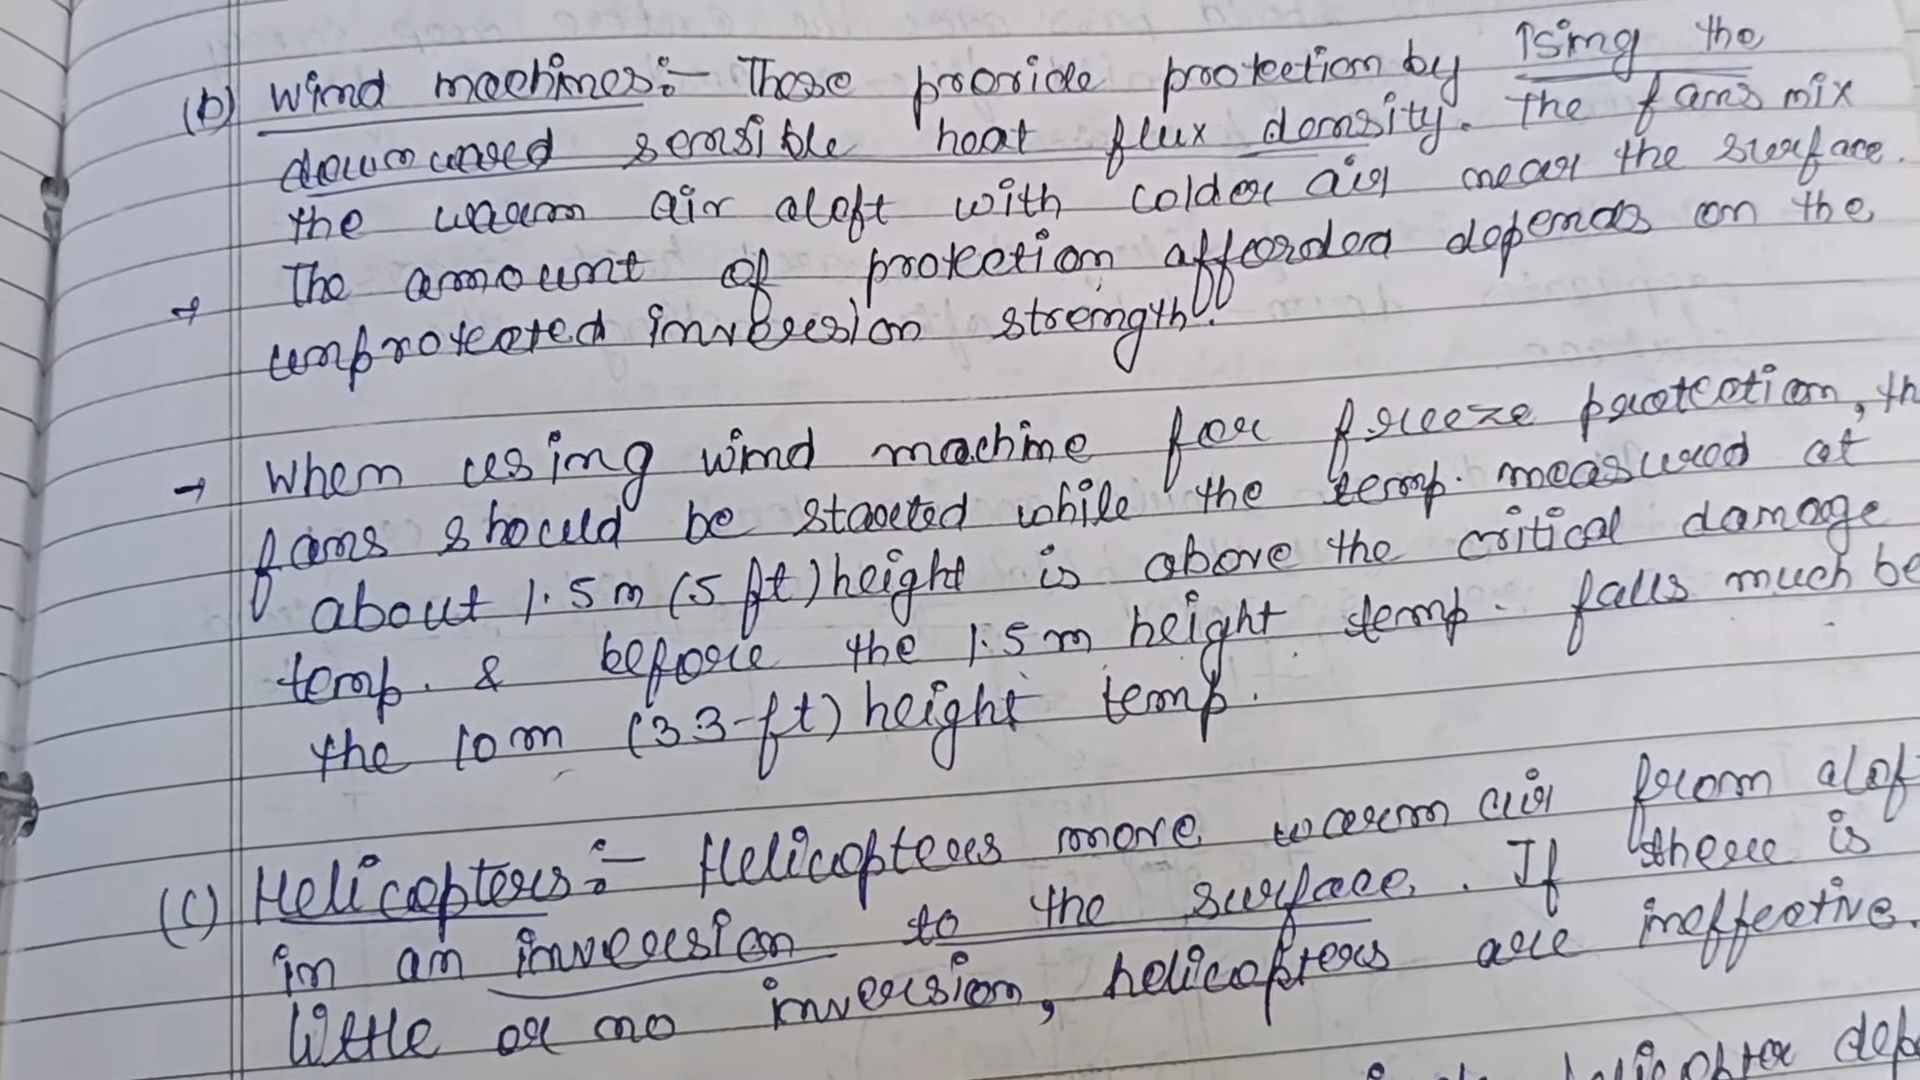 (b) Wind machines:- These provide protection by ising the
downward sensible heat flux density. The fans mix
the warm air aloft with colder air near the surface.
→ The amount of protection afforded depends on the
unprotected inversion strength.
→ When using wind machine for freeze protection, th
fans should be started while the temp. measured at
about 1.5m (5 ft) height is above the critical damage
temp. & before the 1.5m height temp. falls much be
the 10m (33-ft) height temp.
(c) Helicopters:- Helicopters move warm air from alof
in an inversion to the surface. If there is
little or no inversion, helicopters are ineffective.